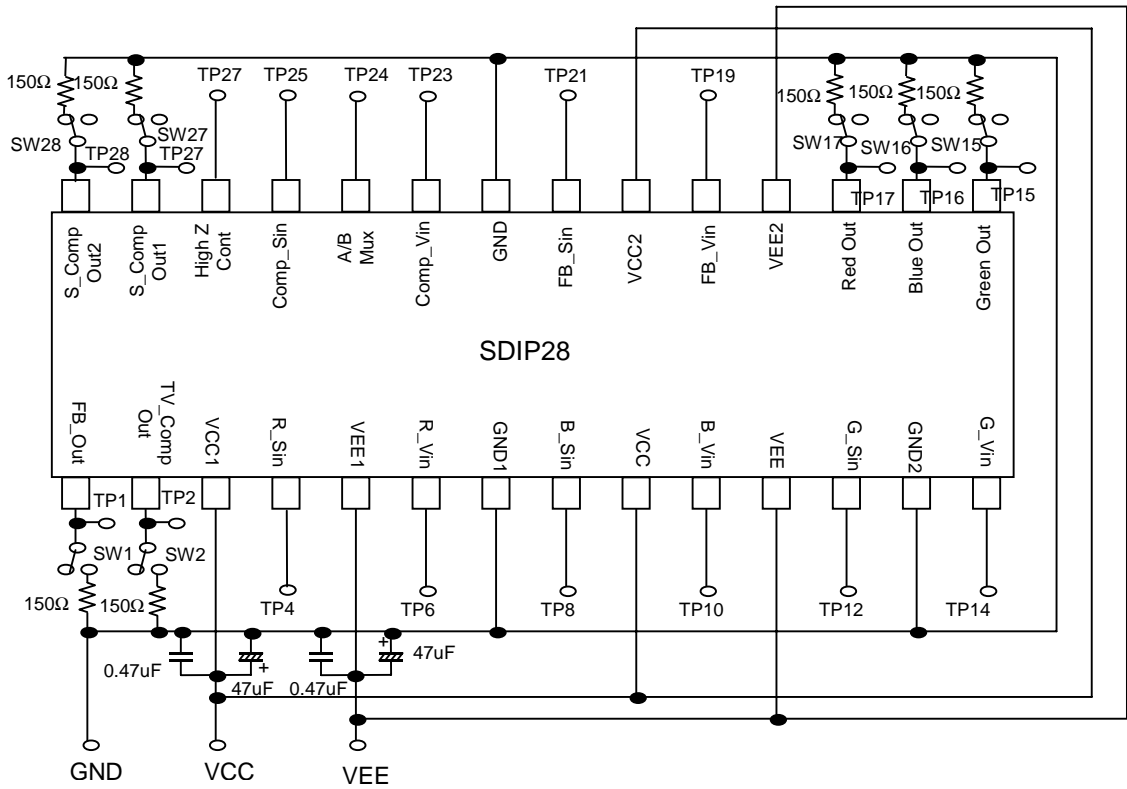 150Ω
150Ω
TP27
TP25
TP24
TP23
TP21
TP19
150Ω
150Ω
150Ω
SW28
SW27
TP28
TP27
SW17
SW16
SW15
TP17
TP16
TP15
S_Comp
Out2
S_Comp
Out1
High Z
Cont
Comp_Sin
A/B
Mux
Comp_Vin
GND
FB_Sin
VCC2
FB_Vin
VEE2
Red Out
Blue Out
Green Out
SDIP28
FB_Out
TV_Comp
Out
VCC1
R_Sin
VEE1
R_Vin
GND1
B_Sin
VCC
B_Vin
VEE
G_Sin
GND2
G_Vin
TP1
TP2
SW1
SW2
150Ω
150Ω
TP4
TP6
TP8
TP10
TP12
TP14
0.47uF
+
47uF
0.47uF
+
47uF
GND
VCC
VEE